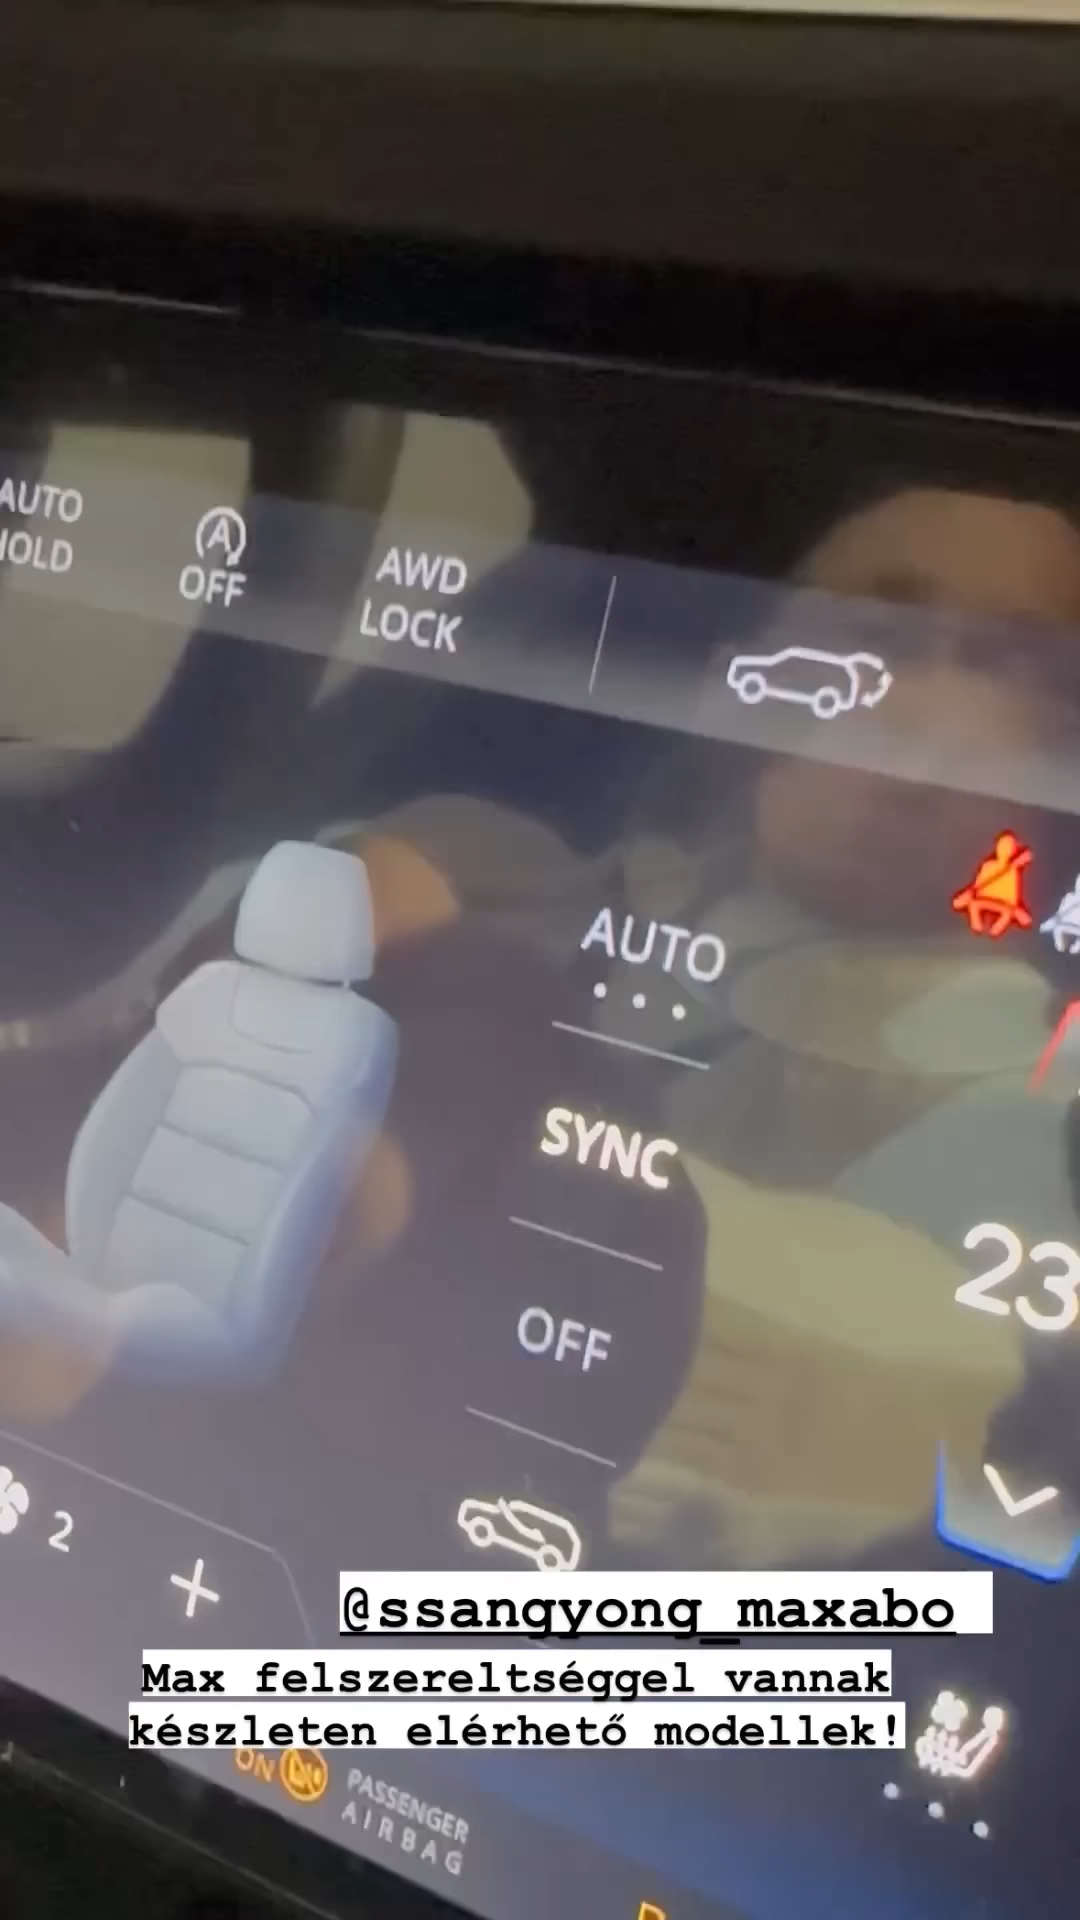 AUTO
HOLD
A
OFF
AWD
LOCK
AUTO
SYNC
23
OFF
2
@ssangyong_maxabo
Max felszereltséggel vannak
készleten elérhető modellek!
ON
PASSENGER
AIRBAG